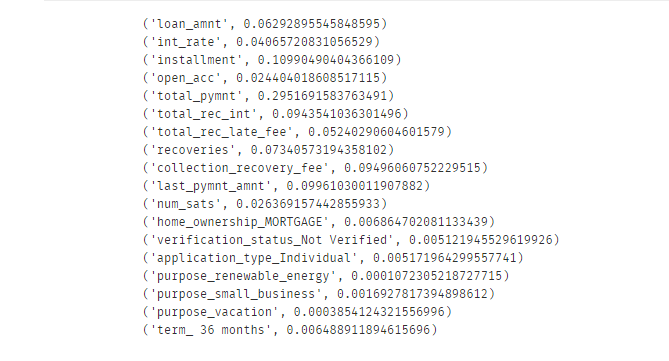 ('loan_amnt', 0.06292895545848595)
('int_rate', 0.04065720831056529)
('installment', 0.10990490404366109)
('open_acc', 0.024404018608517115)
('total_pymnt', 0.2951691583763491)
('total_rec_int', 0.0943541036301496)
('total_rec_late_fee', 0.05240290604601579)
('recoveries', 0.07340573194358102)
('collection_recovery_fee', 0.09496060752229515)
('last_pymnt_amnt', 0.09961030011907882)
('num_sats', 0.026369157442855933)
('home_ownership_MORTGAGE', 0.006864702081133439)
('verification_status_Not Verified', 0.005121945529619926)
('application_type_Individual', 0.005171964299557741)
('purpose_renewable_energy', 0.0001072305218727715)
('purpose_small_business', 0.0016927817394898612)
('purpose_vacation', 0.0003854124321556996)
('term_ 36 months', 0.006488911894615696)